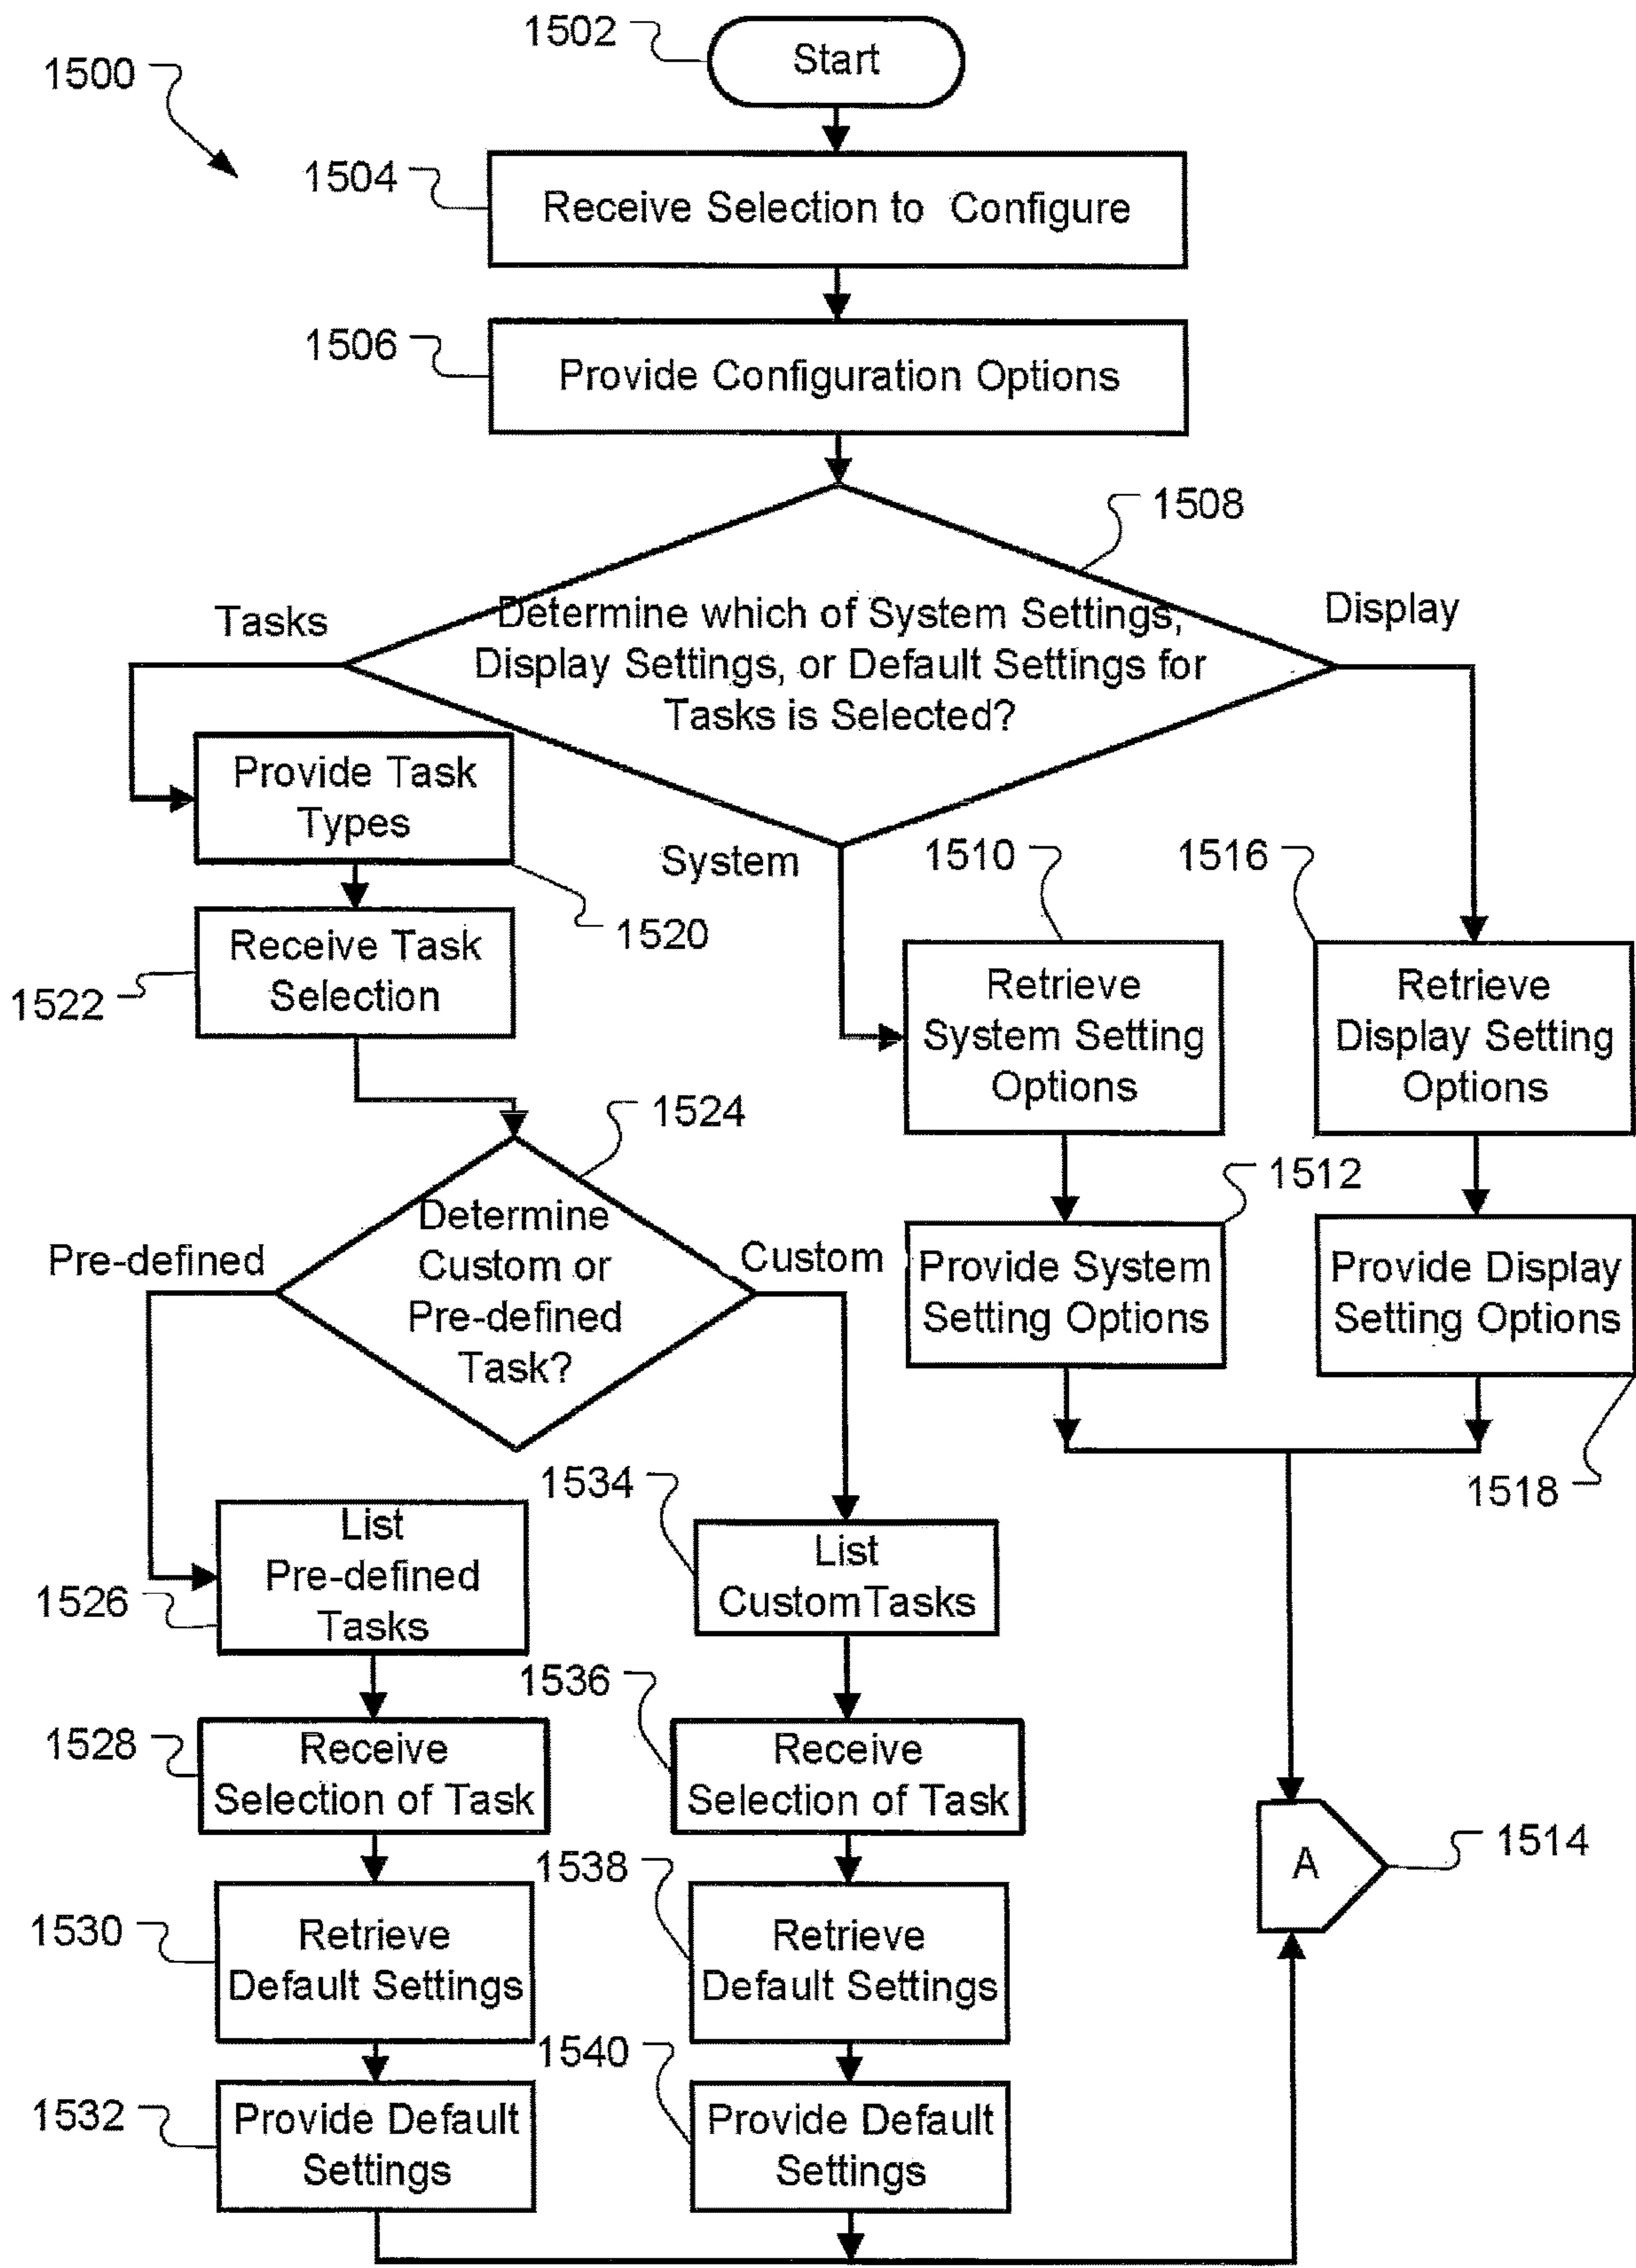 1502
Start
1500
1504
Receive Selection to Configure
1506
Provide Configuration Options
1508
Tasks
Determine which of System Settings,
Display Settings, or Default Settings for
Tasks is Selected?
Display
Provide Task
Types
System
1510
1516
1520
Receive Task
Selection
1522
Retrieve
System Setting
Options
Retrieve
Display Setting
Options
1524
1512
Determine
Custom or
Pre-defined
Task?
Pre-defined
Custom
Provide System
Setting Options
Provide Display
Setting Options
1518
1534
List
Pre-defined
Tasks
1526
List
CustomTasks
1536
1528
Receive
Selection of Task
Receive
Selection of Task
A
1514
1538
1530
Retrieve
Default Settings
Retrieve
Default Settings
1540
1532
Provide Default
Settings
Provide Default
Settings